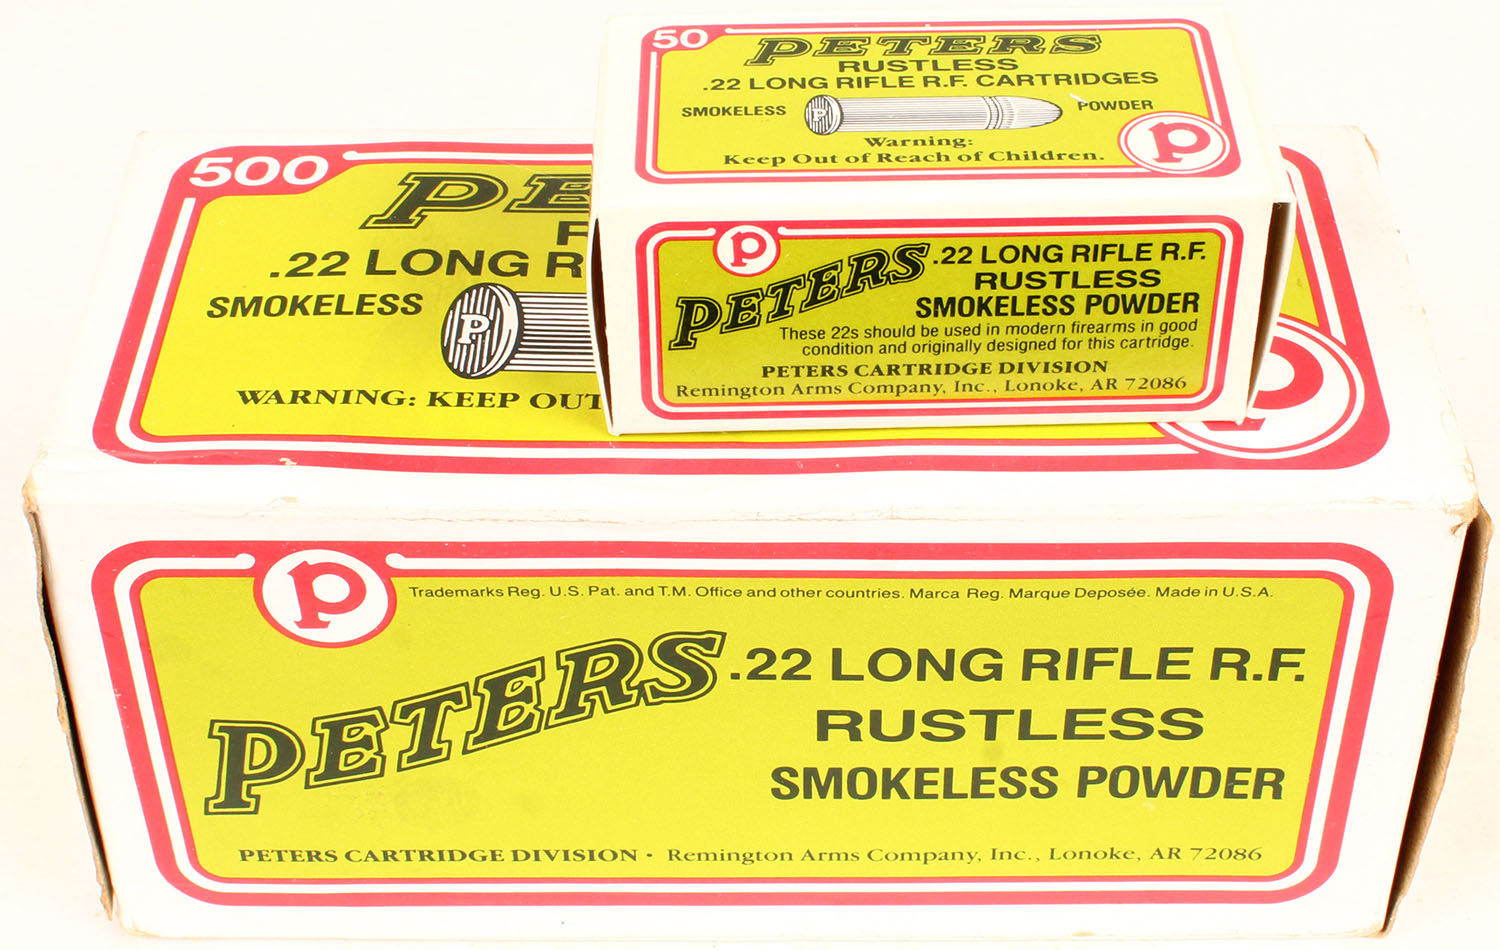 50
PETERS
RUSTLESS
.22 LONG RIFLE R.F. CARTRIDGES
SMOKELESS P POWDER
Warning:
Keep Out of Reach of Children.
p
p
PETERS
.22 LONG RIFLE R.F.
RUSTLESS
SMOKELESS POWDER
These 22s should be used in modern firearms in good
condition and originally designed for this cartridge.
PETERS CARTRIDGE DIVISION
Remington Arms Company, Inc., Lonoke, AR 72086
500
PE
.22 LONG R
SMOKELESS P
WARNING: KEEP OUT
p
p
Trademarks Reg. U.S. Pat. and T.M. Office and other countries. Marca Reg. Marque Deposée. Made in U.S.A.
PETERS
.22 LONG RIFLE R.F.
RUSTLESS
SMOKELESS POWDER
PETERS CARTRIDGE DIVISION • Remington Arms Company, Inc., Lonoke, AR 72086